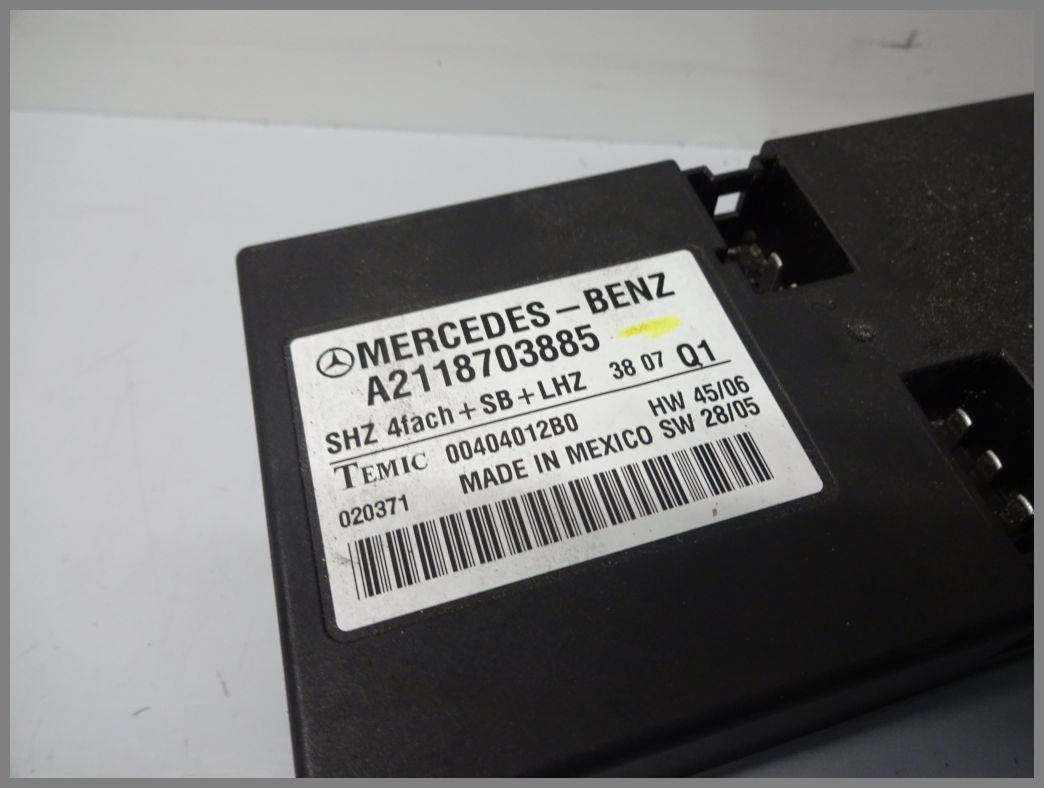 MERCEDES-BENZ
A2118703885
SHZ 4fach+SB+LHZ 38 07 Q1
TEMIC 00404012B0 HW 45/06
MADE IN MEXICO SW 28/05
020371